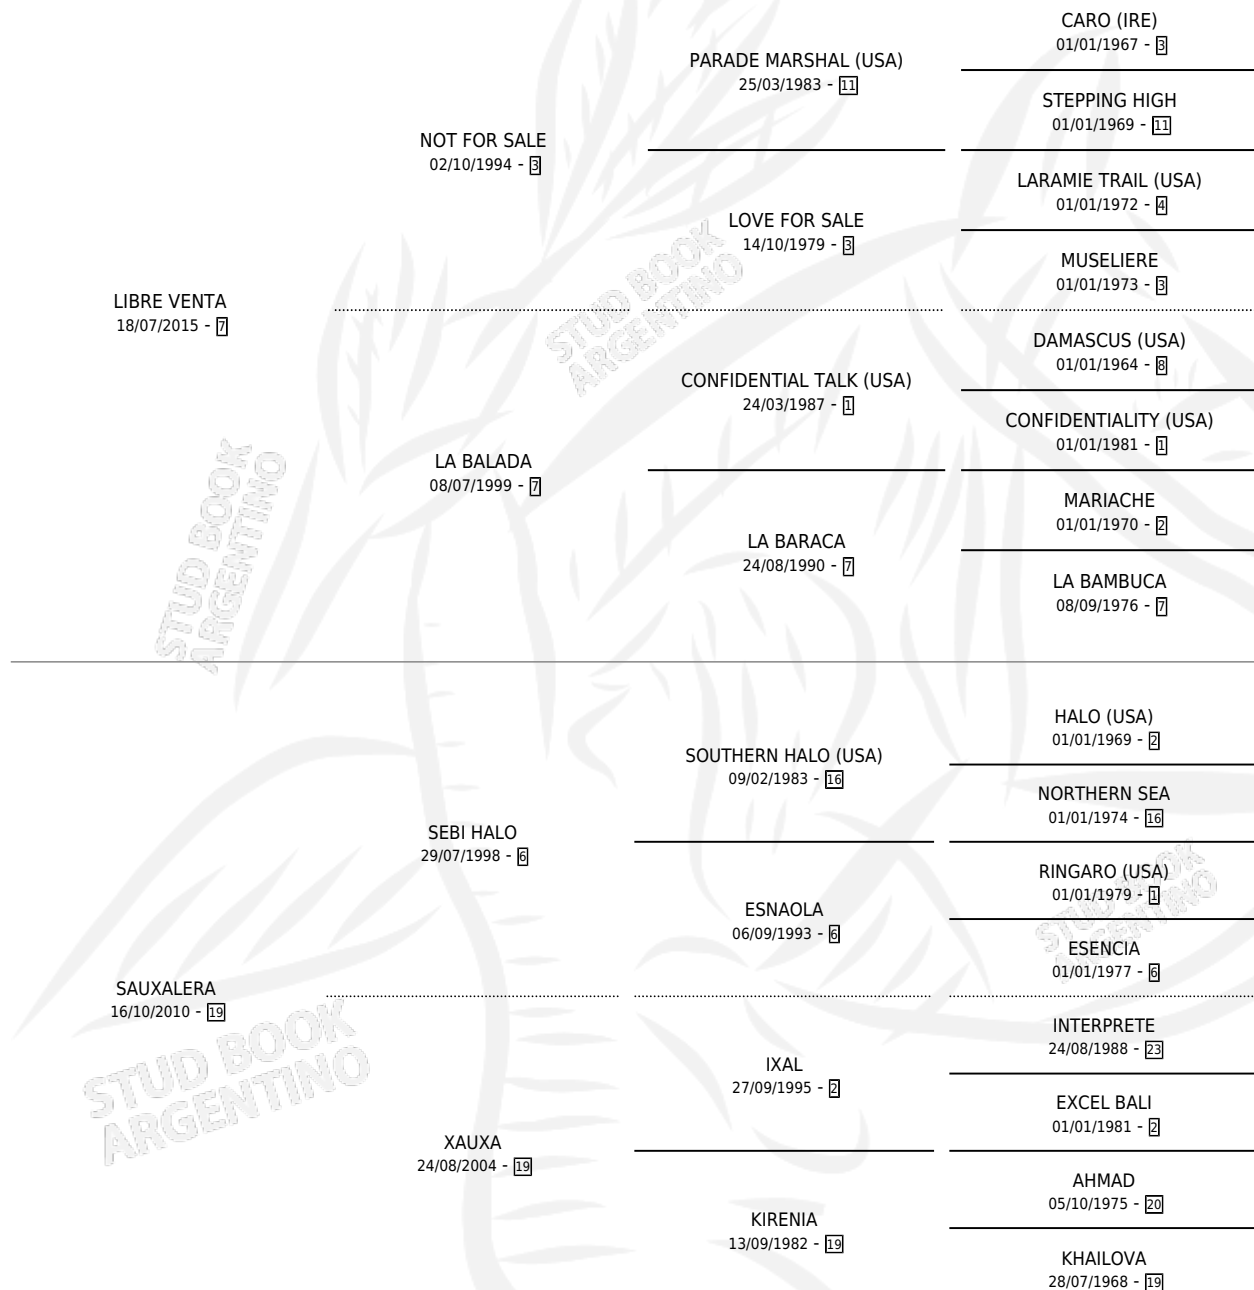 CARO (IRE)
01/01/1967 - 3
PARADE MARSHAL (USA)
25/03/1983 - 11
STEPPING HIGH
01/01/1969 - 11
NOT FOR SALE
02/10/1994 - 3
LARAMIE TRAIL (USA)
01/01/1972 - 4
LOVE FOR SALE
14/10/1979 - 3
MUSELIERE
01/01/1973 - 3
LIBRE VENTA
18/07/2015 - 7
DAMASCUS (USA)
01/01/1964 - 8
CONFIDENTIAL TALK (USA)
24/03/1987 - 1
CONFIDENTIALITY (USA)
01/01/1981 - 1
LA BALADA
08/07/1999 - 7
MARIACHE
01/01/1970 - 2
LA BARACA
24/08/1990 - 7
LA BAMBUCA
08/09/1976 - 7
HALO (USA)
01/01/1969 - 2
SOUTHERN HALO (USA)
09/02/1983 - 16
NORTHERN SEA
01/01/1974 - 16
SEBI HALO
29/07/1998 - 6
RINGARO (USA)
01/01/1979 - 1
ESNAOLA
06/09/1993 - 6
ESENCIA
01/01/1977 - 6
SAUXALERA
16/10/2010 - 19
INTERPRETE
24/08/1988 - 23
IXAL
27/09/1995 - 2
EXCEL BALI
01/01/1981 - 2
XAUXA
24/08/2004 - 19
AHMAD
05/10/1975 - 20
KIRENIA
13/09/1982 - 19
KHAILOVA
28/07/1968 - 19
STUD BOOK
ARGENTINO
STUD BOOK
ARGENTINO
STUD BOOK
ARGENTINO
STUD BOOK
ARGENTINO